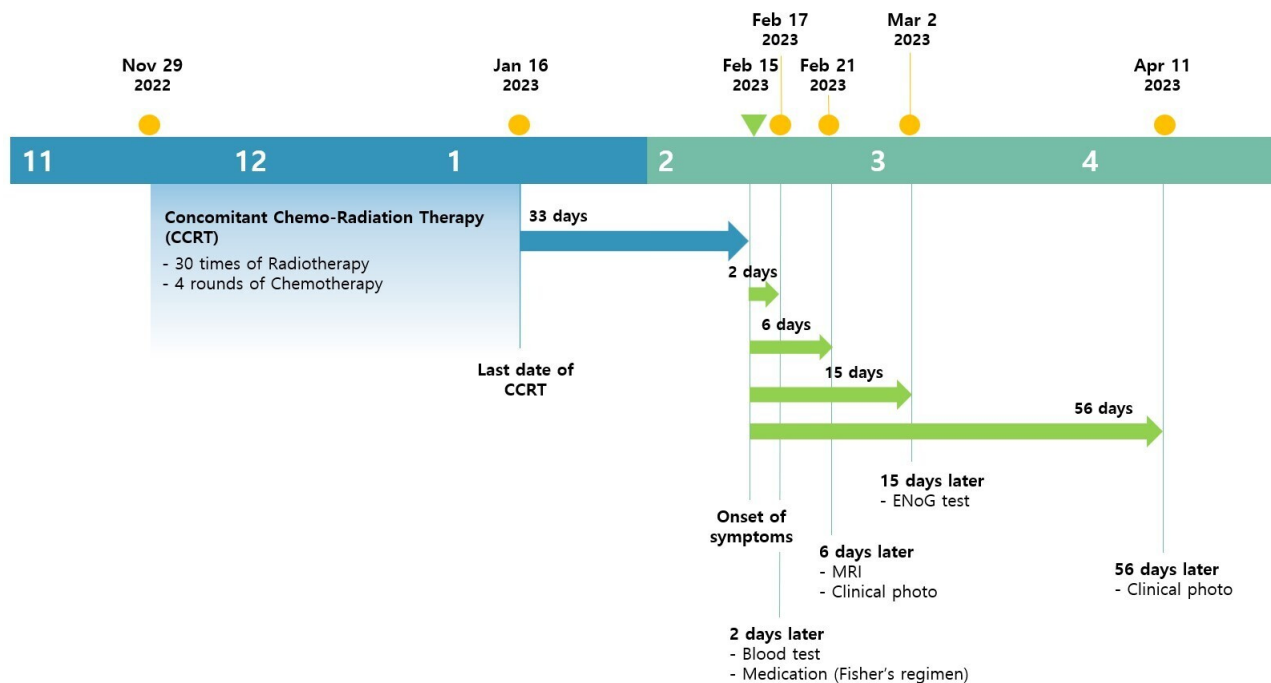 Nov 29
2022
Jan 16
2023
Feb 15
2023
Feb 17
2023
Feb 21
2023
Mar 2
2023
Apr 11
2023
11
12
1
2
3
4
Concomitant Chemo-Radiation Therapy
(CCRT)
- 30 times of Radiotherapy
- 4 rounds of Chemotherapy
33 days
2 days
6 days
15 days
56 days
Last date of
CCRT
Onset of
symptoms
15 days later
- ENoG test
6 days later
- MRI
- Clinical photo
56 days later
- Clinical photo
2 days later
- Blood test
- Medication (Fisher's regimen)